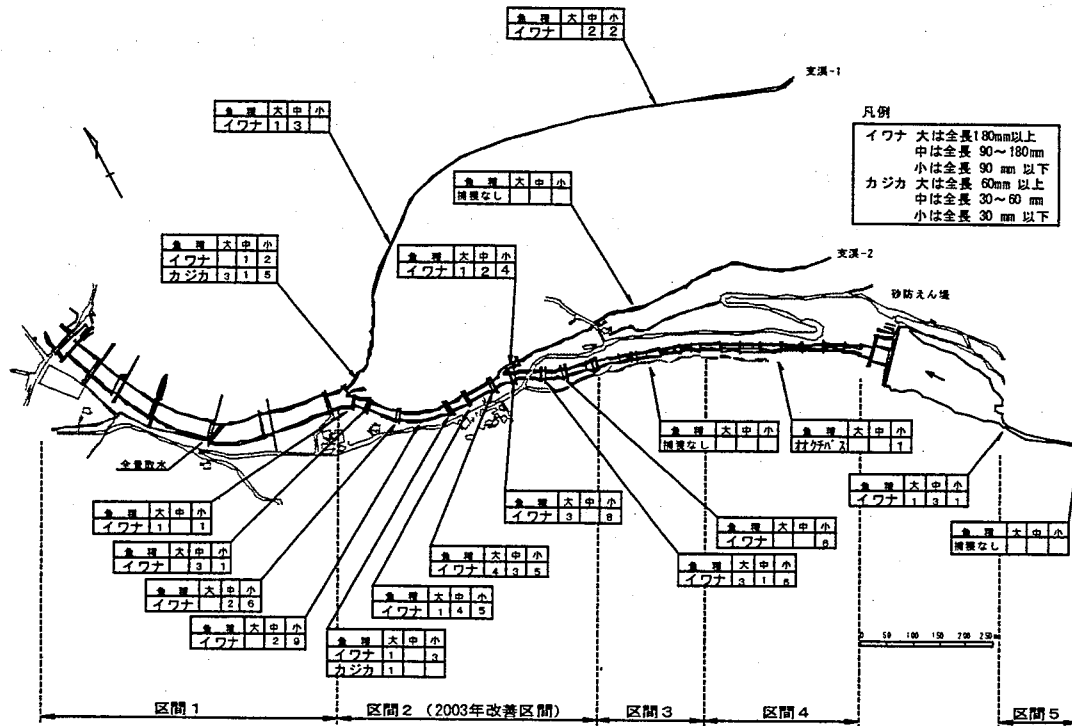 魚種 大 中 小
イワナ 2 2
支渓-1
凡例
イワナ 大は全長180mm以上
中は全長 90～180mm
小は全長 90 mm 以下
カジカ 大は全長 60mm 以上
中は全長 30～60 mm
小は全長 30 mm 以下
魚種 大 中 小
イワナ 1 3
魚種 大 中 小
捕獲なし
魚種 大 中 小
イワナ 1 2
カジカ 3 1 5
魚種 大 中 小
イワナ 1 2 4
支渓-2
砂防えん堤
魚種 大 中 小
捕獲なし
魚種 大 中 小
オオクチバス 1
全量取水
魚種 大 中 小
イワナ 1 3 1
魚種 大 中 小
イワナ 1 1
魚種 大 中 小
イワナ 3 8
魚種 大 中 小
イワナ
魚種 大 中 小
捕獲なし
魚種 大 中 小
イワナ 3 1
魚種 大 中 小
イワナ 4 3 5
魚種 大 中 小
イワナ 3 1
魚種 大 中 小
イワナ 2 6
魚種 大 中 小
イワナ 1 4 5
魚種 大 中 小
イワナ 2 9
魚種 大 中 小
イワナ 1 3
カジカ 1
0 50 100 150 200 250
区間1
区間2 (2003年改善区間)
区間3
区間4
区間5